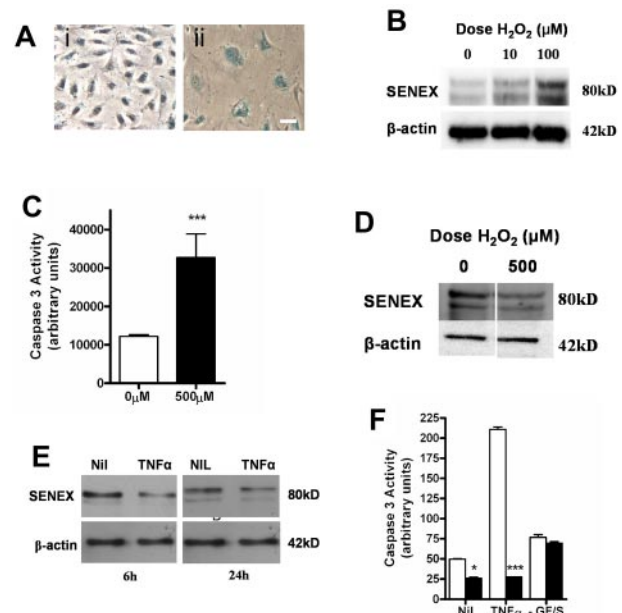 A
i
ii
B
Dose H₂O₂ (μM)
0 10 100
SENEX 80kD
β-actin 42kD
C
***
Caspase 3 Activity
(arbitrary units)
40000
30000
20000
10000
0
0μM 500μM
D
Dose H₂O₂ (μM)
0 500
SENEX 80kD
β-actin 42kD
E
Nil TNFα NIL TNFα
SENEX 80kD
β-actin 42kD
6h 24h
F
Caspase 3 Activity
(arbitrary units)
225
200
175
150
125
100
75
50
25
0
* ***
Nil TNFα - GF/S